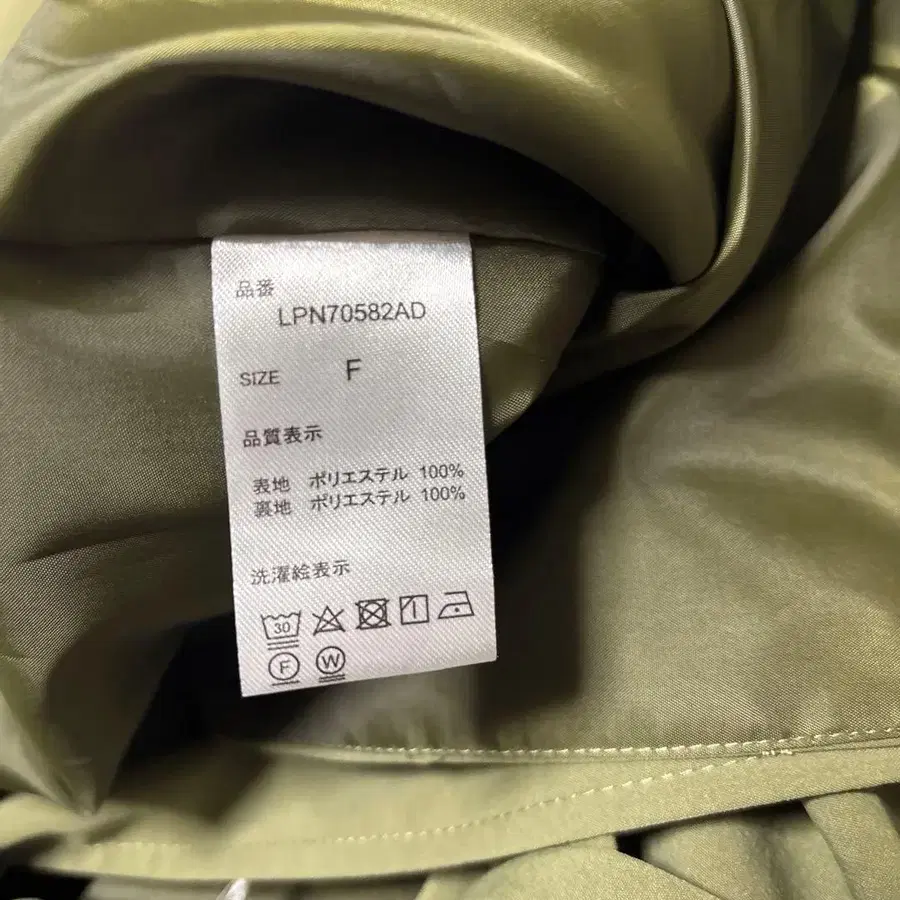 品番
LPN70582AD
SIZE F
品質表示
表地 ポリエステル 100%
裏地 ポリエステル 100%
洗濯絵表示
30
F W